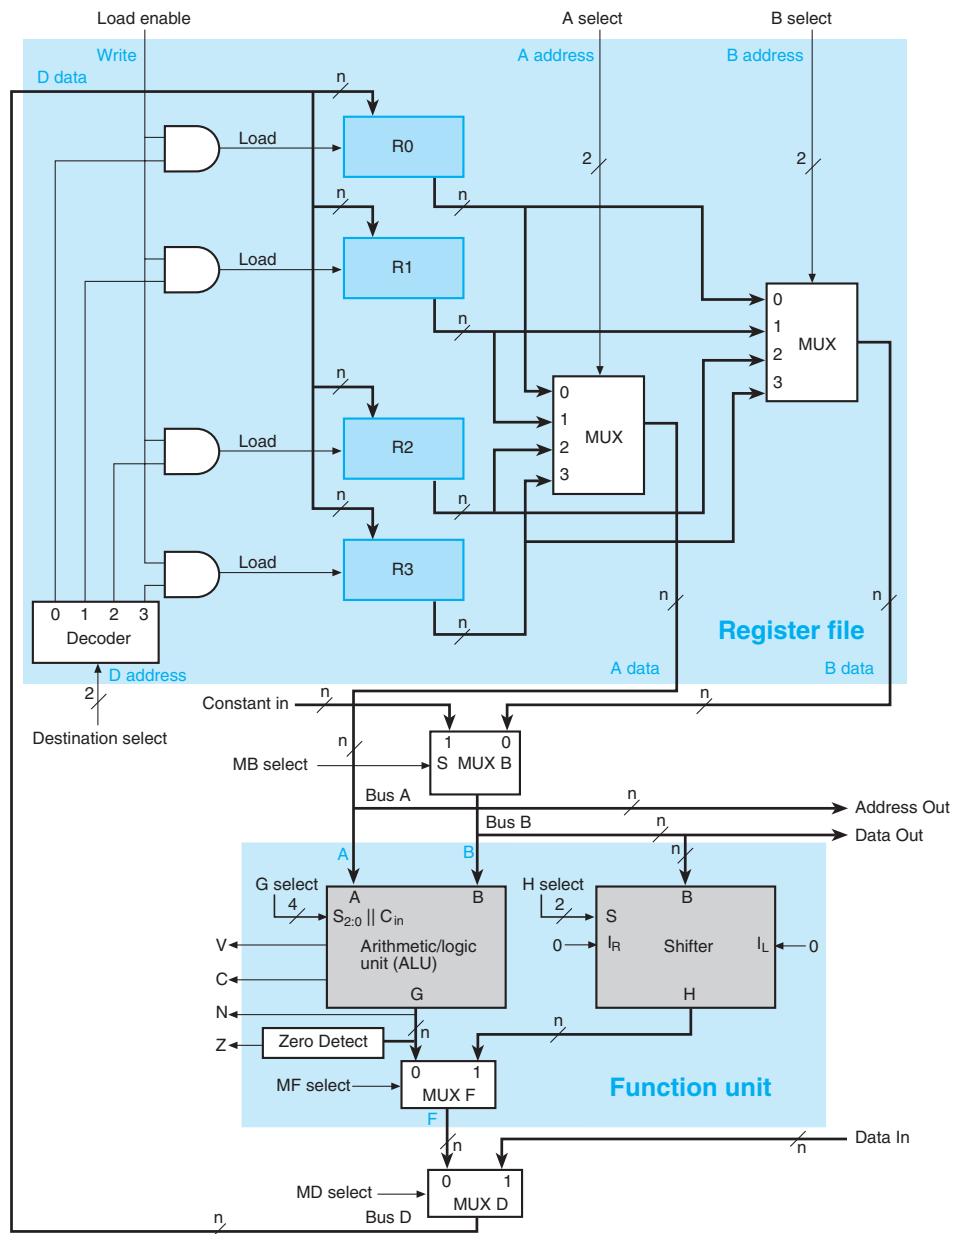 Load enable
A select
B select
Write
A address
B address
D data
n
Load
R0
2
2
n
n
Load
R1
0
n
1
MUX
2
n
3
0
1
Load
R2
MUX
2
3
n
n
Load
R3
n
n
0 1 2 3
Decoder
n
Register file
D address
A data
B data
2
Constant in
n
n
Destination select
n
1 0
MB select
S MUX B
Bus A
n
Address Out
Bus B
n
Data Out
A
B
n
G select
H select
4
A
B
2
B
S2:0 || Cin
S
V
Arithmetic/logic
unit (ALU)
0
IR
Shifter
IL
0
C
G
H
N
n
n
Z
Zero Detect
0 1
MF select
MUX F
Function unit
F
n
Data In
n
0 1
MD select
MUX D
n
Bus D